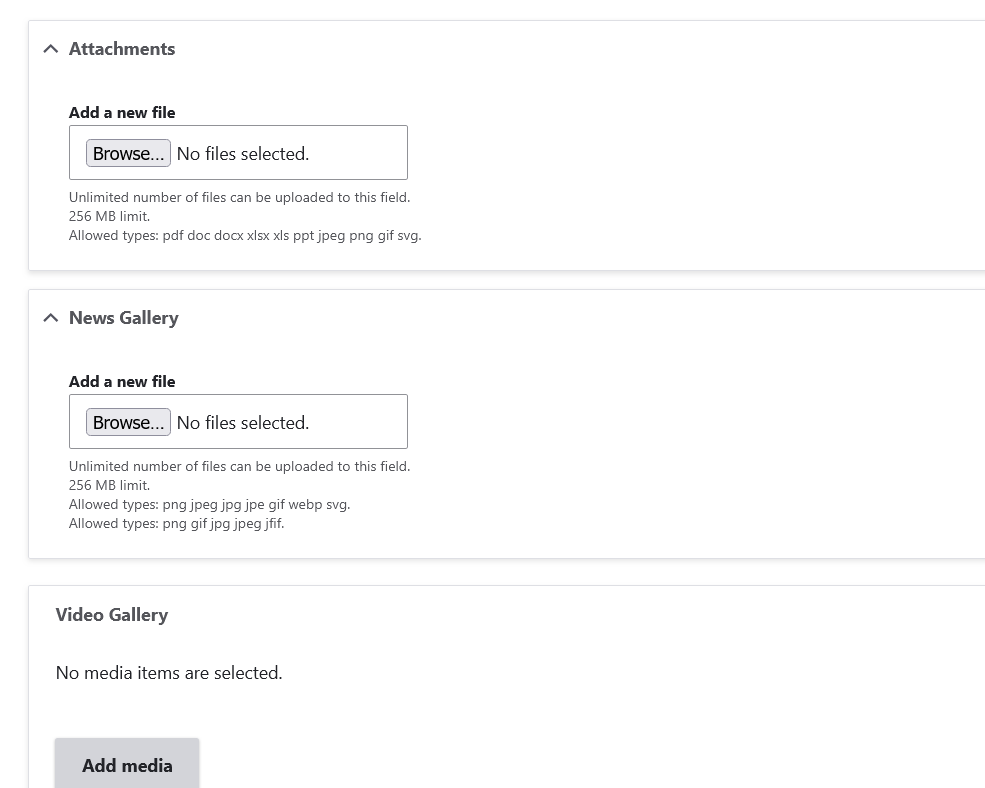 Attachments
Add a new file
Browse... No files selected.
Unlimited number of files can be uploaded to this field.
256 MB limit.
Allowed types: pdf doc docx xlsx xls ppt jpeg png gif svg.
News Gallery
Add a new file
Browse... No files selected.
Unlimited number of files can be uploaded to this field.
256 MB limit.
Allowed types: png jpeg jpg jpe gif webp svg.
Allowed types: png gif jpg jpeg jfif.
Video Gallery
No media items are selected.
Add media